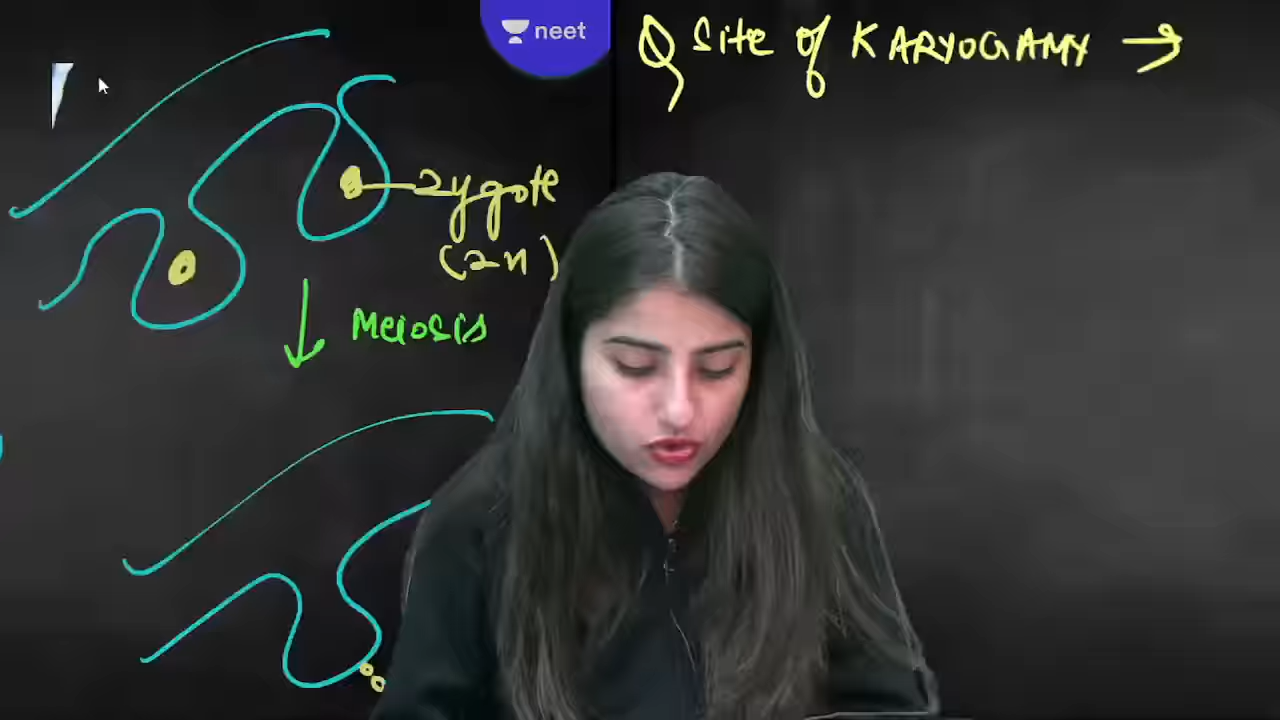 neet
Q Site of KARYOGAMY →
Zygote
(2n)
Meiosis